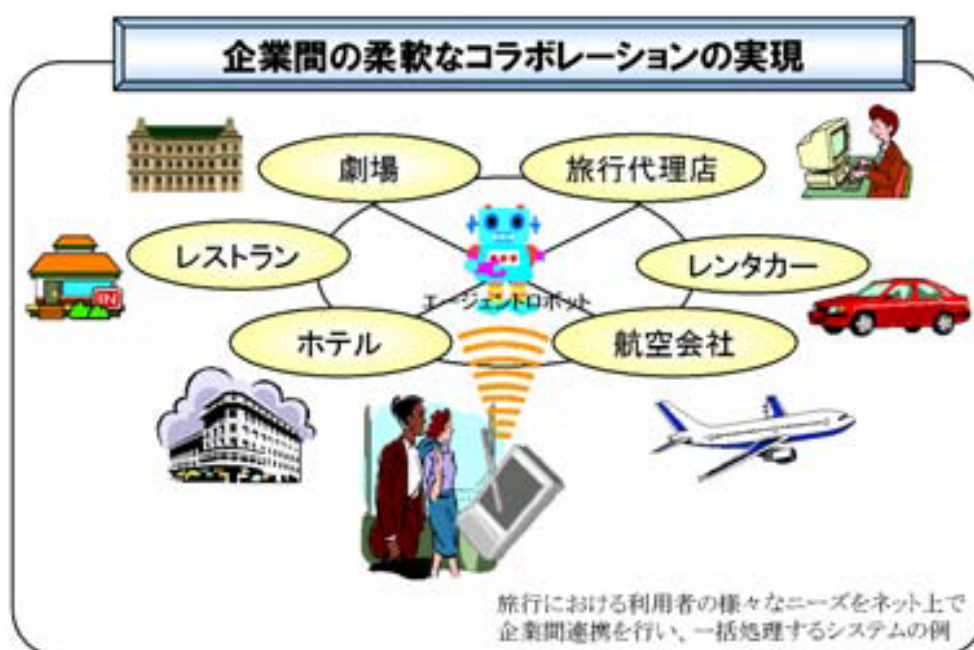 企業間の柔軟なコラボレーションの実現
劇場
旅行代理店
レストラン
レンタカー
IN
エージェントロボット
ホテル
航空会社
旅行における利用者の様々なニーズをネット上で
企業間連携を行い、一括処理するシステムの例